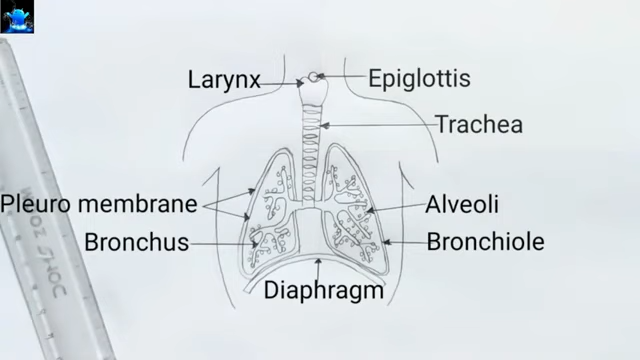 Larynx
Epiglottis
Trachea
Pleuro membrane
Alveoli
Bronchus
Bronchiole
Diaphragm